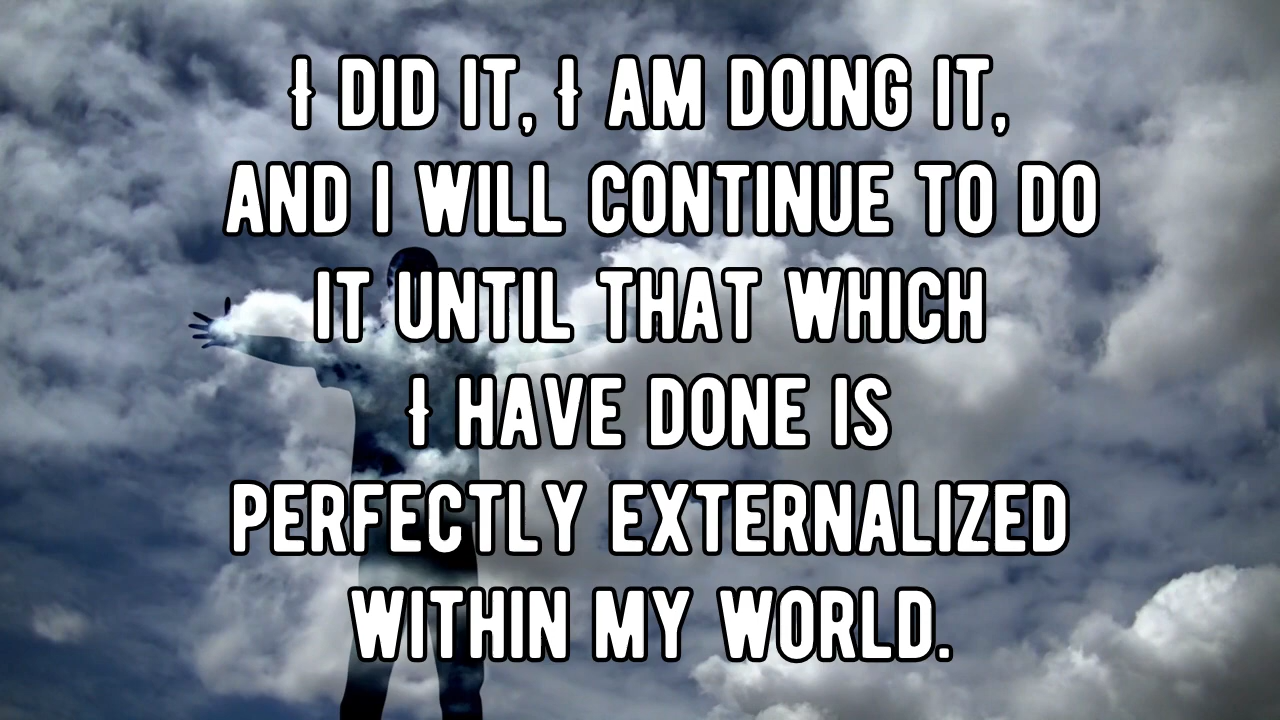 I DID IT, I AM DOING IT,
AND I WILL CONTINUE TO DO
IT UNTIL THAT WHICH
I HAVE DONE IS
PERFECTLY EXTERNALIZED
WITHIN MY WORLD.